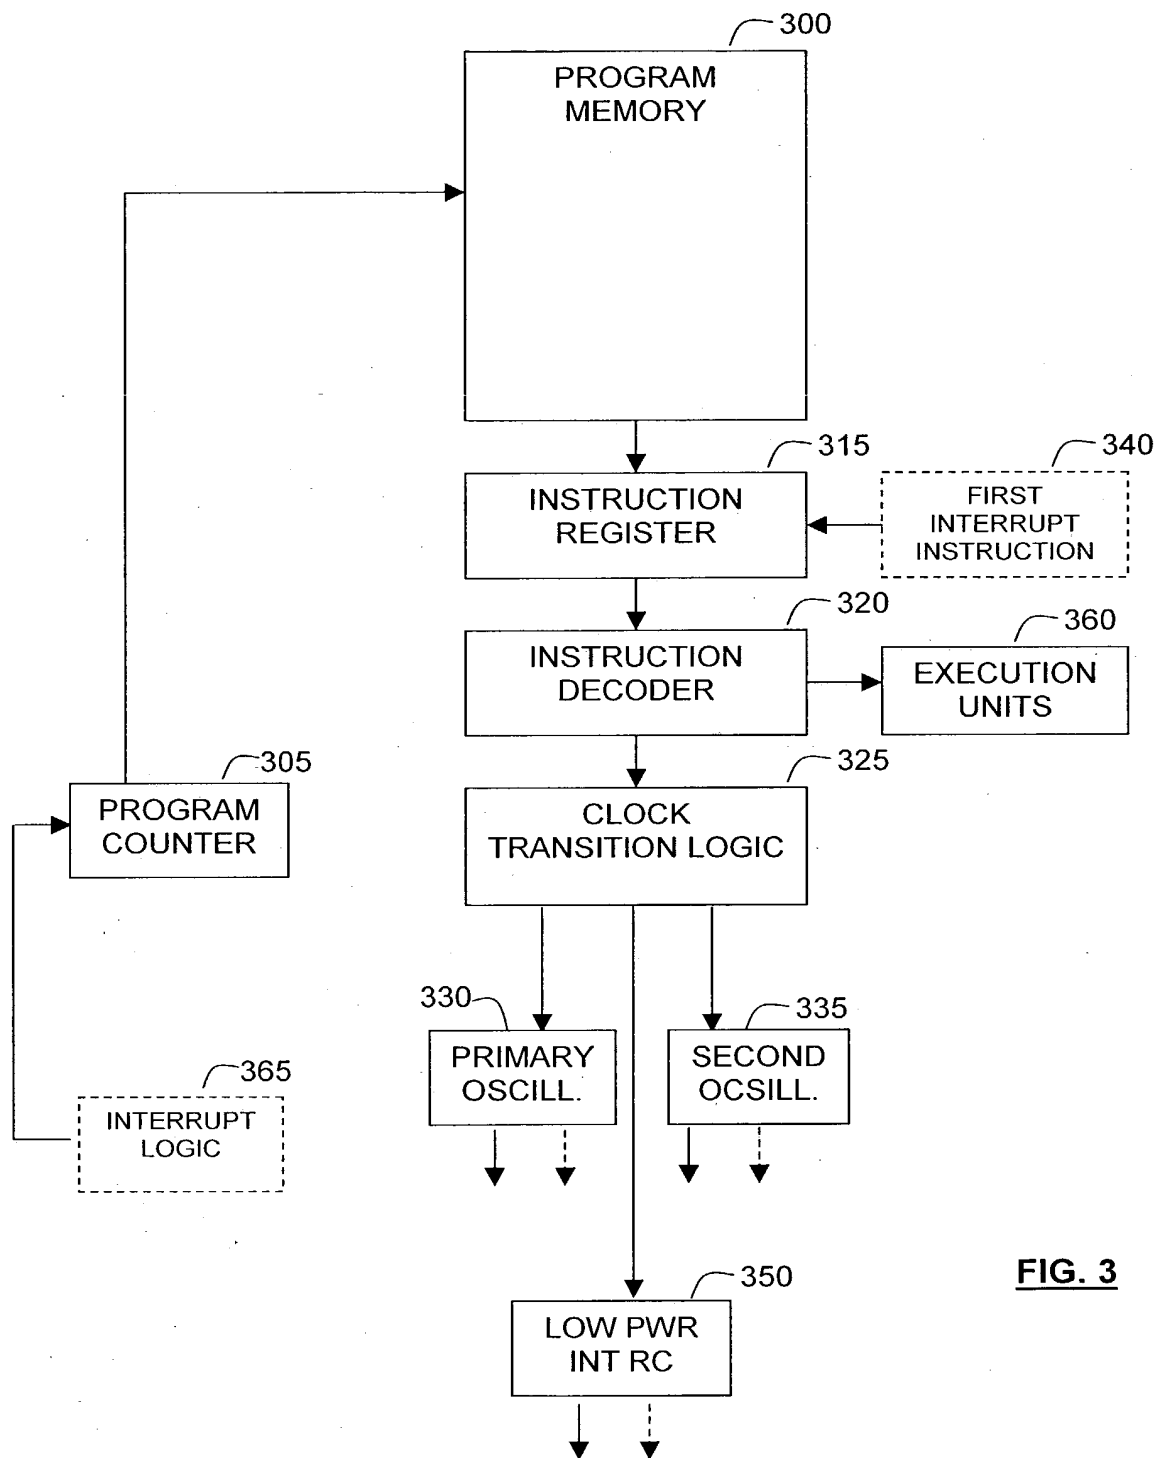 300
PROGRAM
MEMORY
315
INSTRUCTION
REGISTER
340
FIRST
INTERRUPT
INSTRUCTION
320
INSTRUCTION
DECODER
360
EXECUTION
UNITS
305
PROGRAM
COUNTER
325
CLOCK
TRANSITION LOGIC
330
PRIMARY
OSCILL.
335
SECOND
OCSILL.
365
INTERRUPT
LOGIC
350
LOW PWR
INT RC
FIG. 3